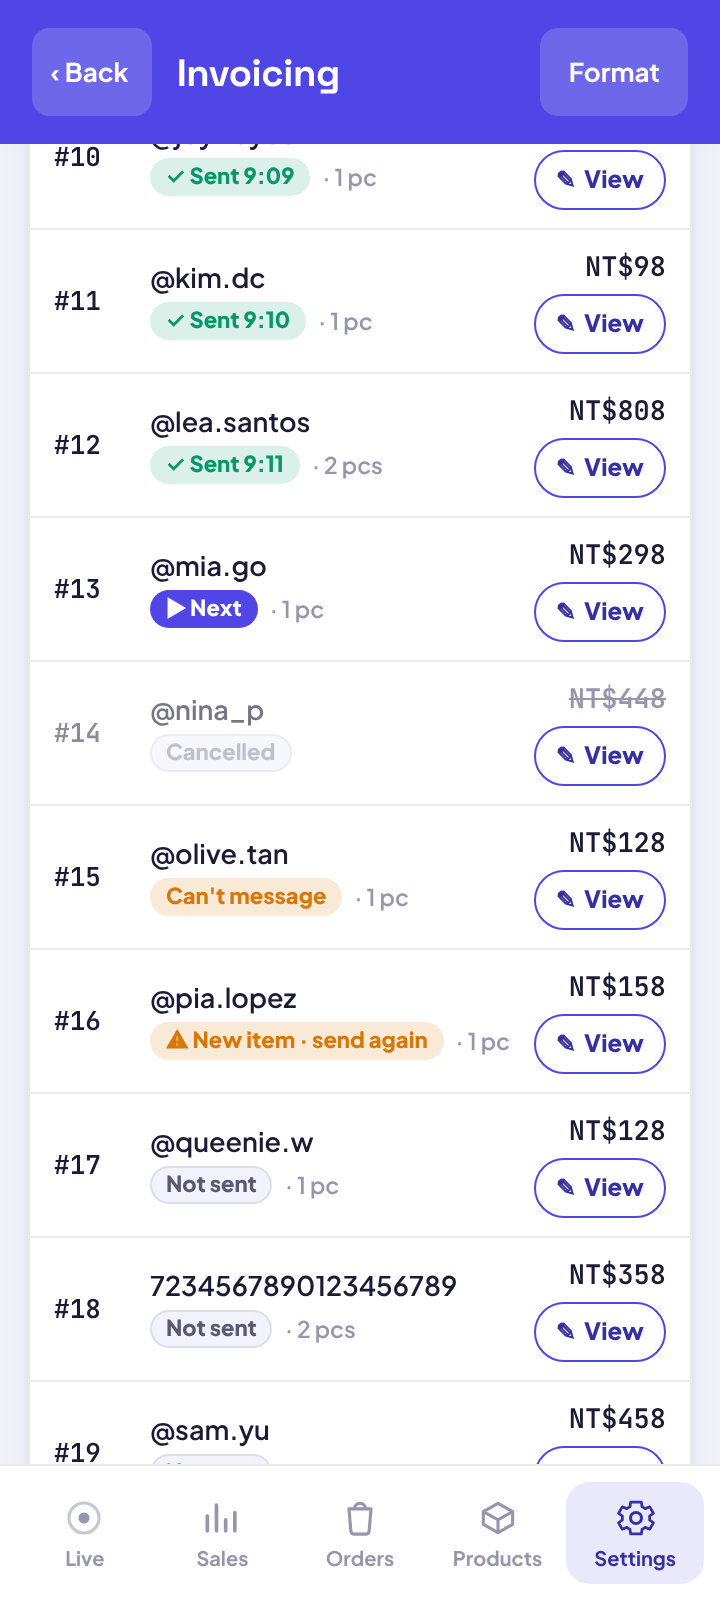 ‹ Back
Invoicing
Format
#10
✓ Sent 9:09 · 1 pc
✎ View
#11
@kim.dc
✓ Sent 9:10 · 1 pc
NT$98
✎ View
#12
@lea.santos
✓ Sent 9:11 · 2 pcs
NT$808
✎ View
#13
@mia.go
▶ Next · 1 pc
NT$298
✎ View
#14
@nina_p
Cancelled
NT$448
✎ View
#15
@olive.tan
Can't message · 1 pc
NT$128
✎ View
#16
@pia.lopez
⚠ New item · send again · 1 pc
NT$158
✎ View
#17
@queenie.w
Not sent · 1 pc
NT$128
✎ View
#18
7234567890123456789
Not sent · 2 pcs
NT$358
✎ View
#19
@sam.yu
NT$458
Live
Sales
Orders
Products
Settings